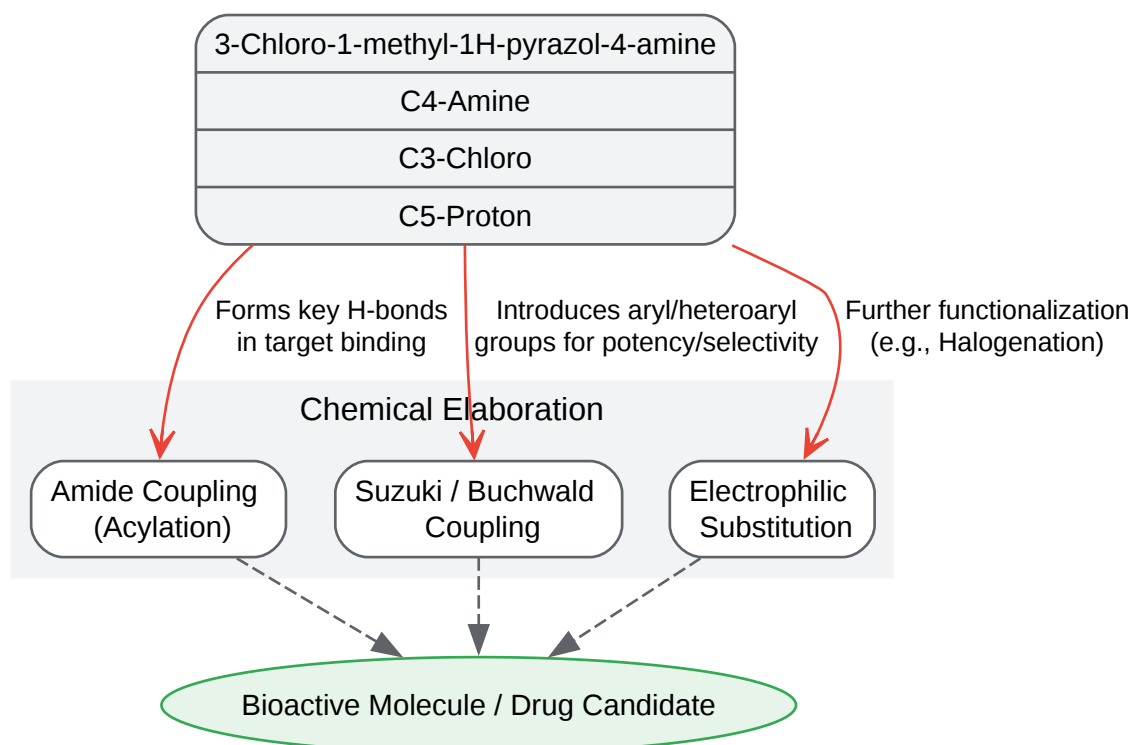 3-Chloro-1-methyl-1H-pyrazol-4-amine
C4-Amine
C3-Chloro
C5-Proton
Forms key H-bonds
in target binding
Introduces aryl/heteroaryl
groups for potency/selectivity
Further functionalization
(e.g., Halogenation)
Chemical Elaboration
Amide Coupling
(Acylation)
Suzuki / Buchwald
Coupling
Electrophilic
Substitution
Bioactive Molecule / Drug Candidate